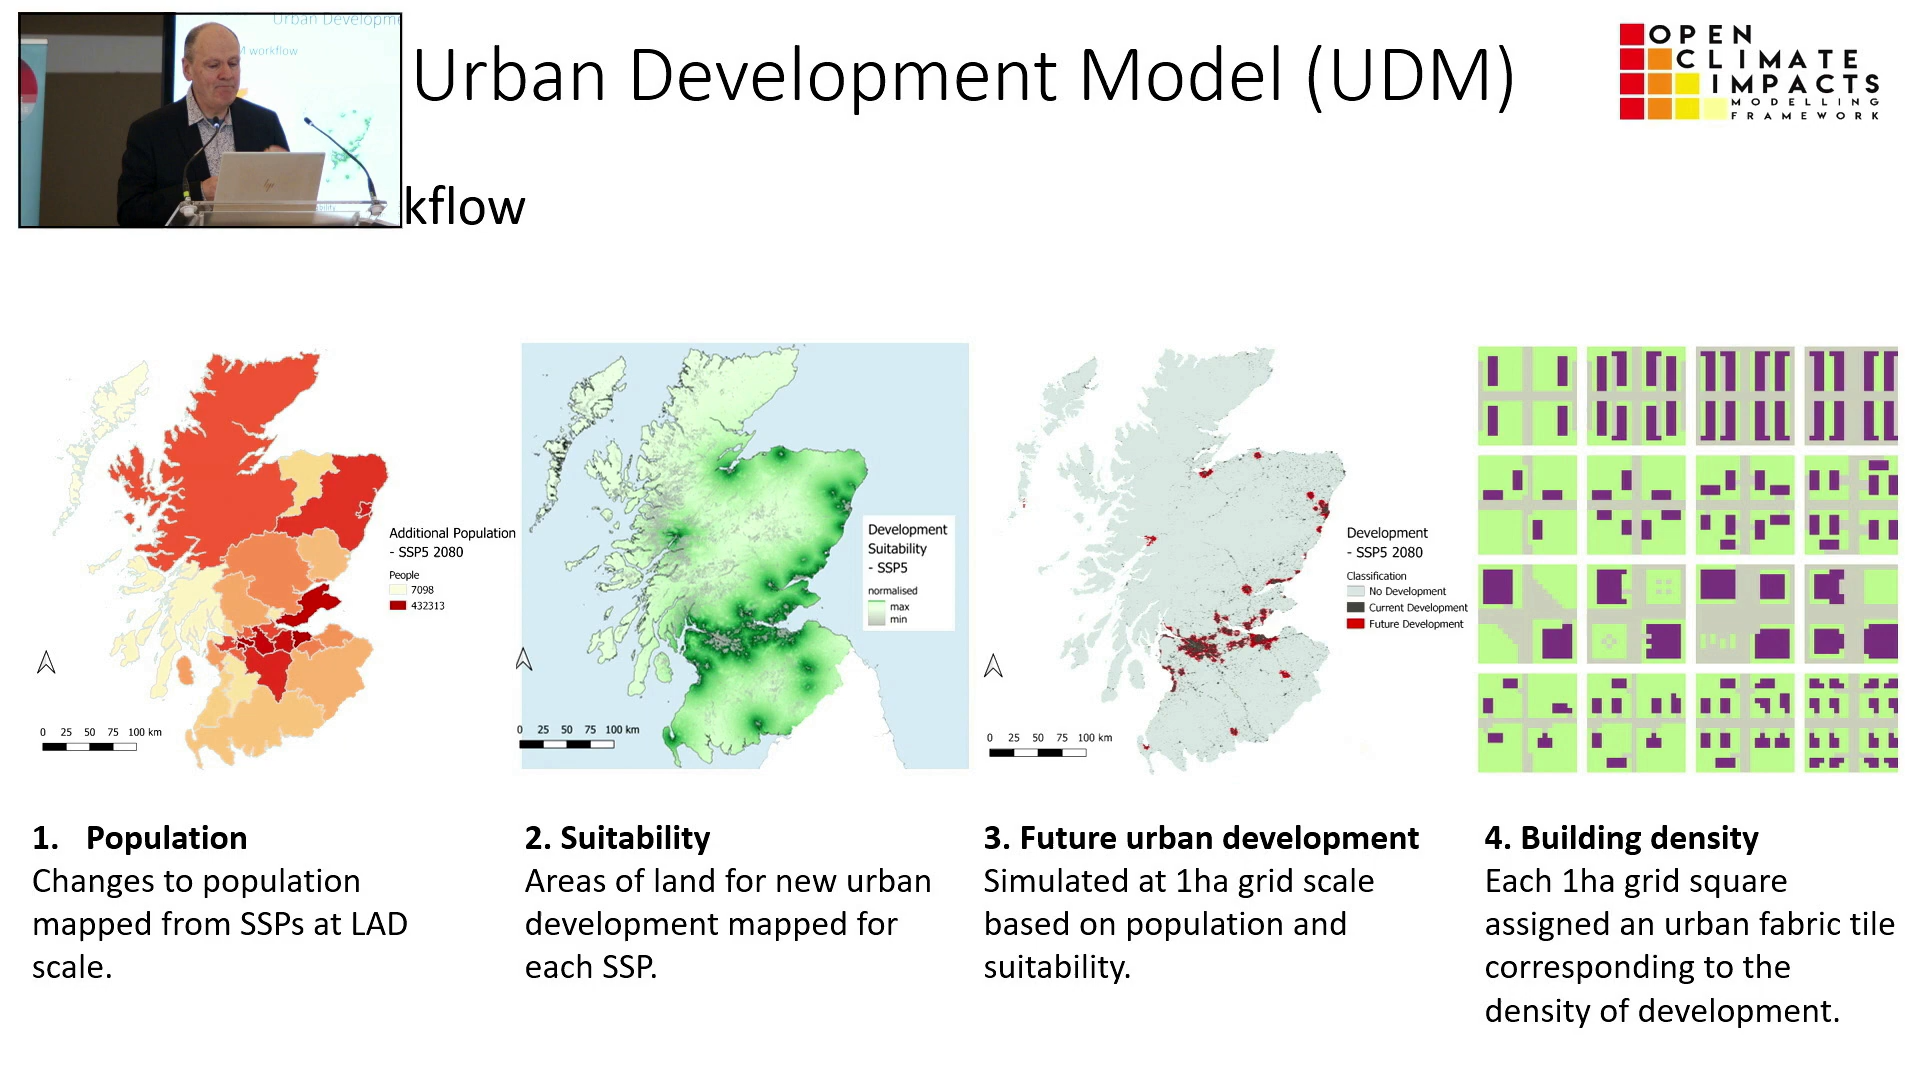 Urban Developme
M workflow
hp
Urban Development Model (UDM)
OPEN
CLIMATE
IMPACTS
MODELLING
FRAMEWORK
kflow
Additional Population
- SSP5 2080
People
7098
432313
0 25 50 75 100 km
Development
Suitability
- SSP5
normalised
max
min
0 25 50 75 100 km
Development
- SSP5 2080
Classification
No Development
Current Development
Future Development
0 25 50 75 100 km
1. Population
Changes to population
mapped from SSPs at LAD
scale.
2. Suitability
Areas of land for new urban
development mapped for
each SSP.
3. Future urban development
Simulated at 1ha grid scale
based on population and
suitability.
4. Building density
Each 1ha grid square
assigned an urban fabric tile
corresponding to the
density of development.